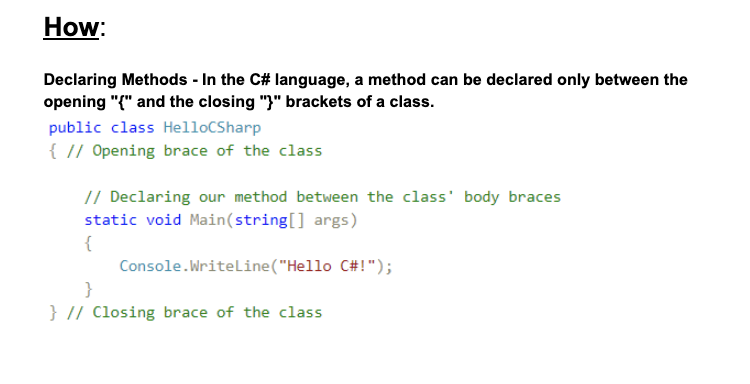 How:
Declaring Methods - In the C# language, a method can be declared only between the
opening "{" and the closing "}" brackets of a class.
public class HelloCSharp
{ // Opening brace of the class
// Declaring our method between the class' body braces
static void Main(string[] args)
{
Console.WriteLine("Hello C#!");
}
} // Closing brace of the class